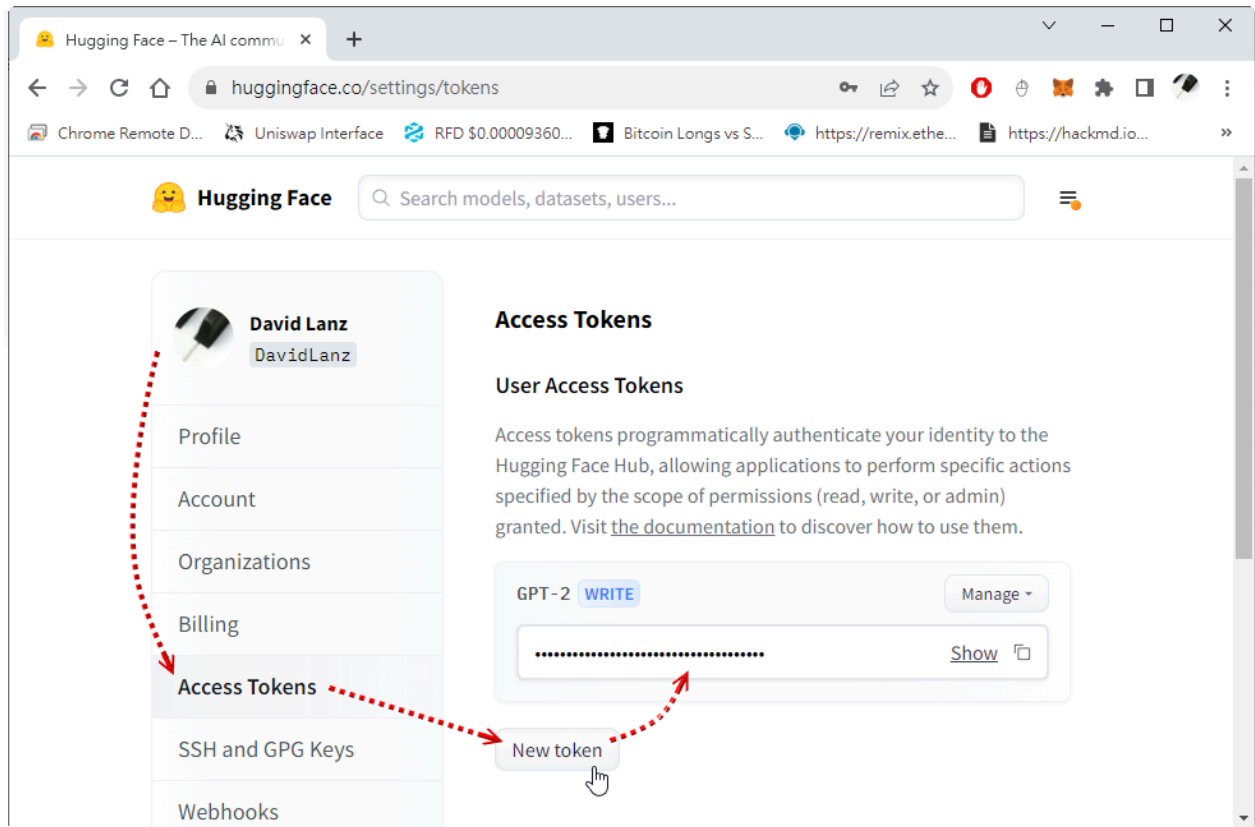 Hugging Face – The AI commu
huggingface.co/settings/tokens
Chrome Remote D... Uniswap Interface RFD $0.00009360... Bitcoin Longs vs S... https://remix.ethe... https://hackmd.io...
Hugging Face
Search models, datasets, users...
David Lanz
DavidLanz
Profile
Account
Organizations
Billing
Access Tokens
SSH and GPG Keys
Webhooks
Access Tokens
User Access Tokens
Access tokens programmatically authenticate your identity to the
Hugging Face Hub, allowing applications to perform specific actions
specified by the scope of permissions (read, write, or admin)
granted. Visit the documentation to discover how to use them.
GPT-2 WRITE Manage
•••••••••••••••••••••••••••••••••••• Show
New token